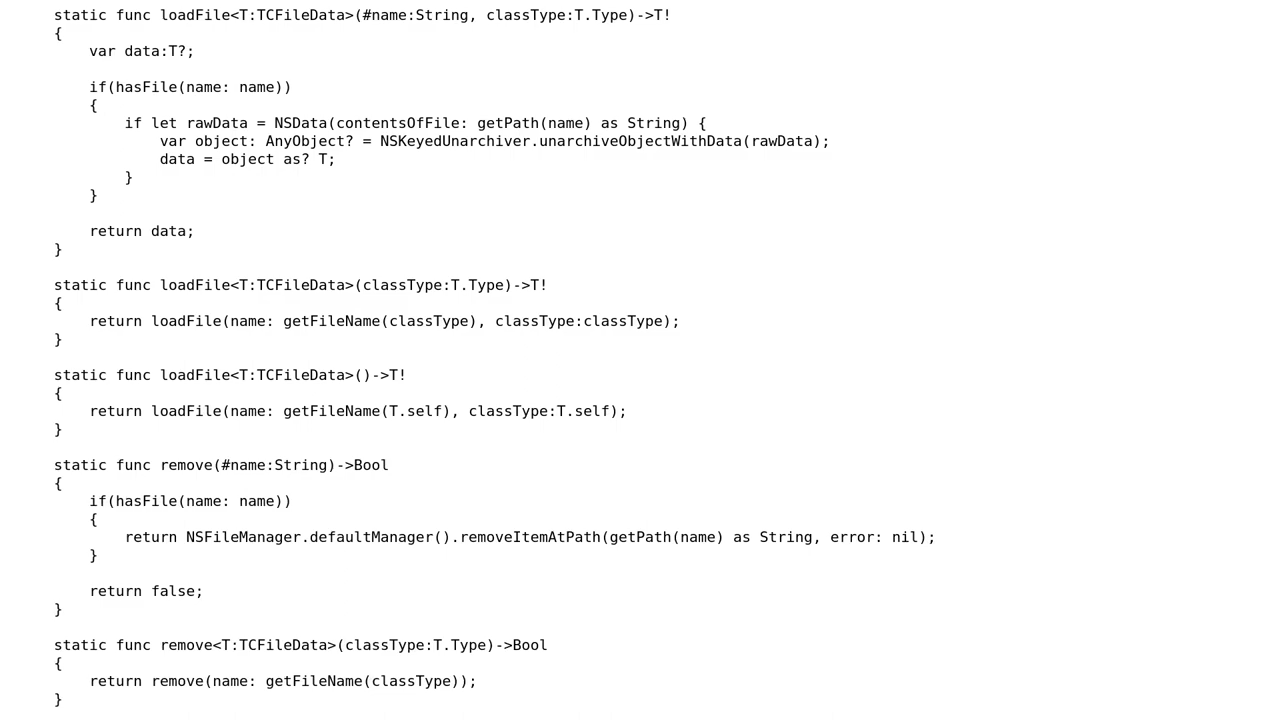 static func loadFile<T:TCFileData>(#name:String, classType:T.Type)->T!
{
    var data:T?;

    if(hasFile(name: name))
    {
        if let rawData = NSData(contentsOfFile: getPath(name) as String) {
            var object: AnyObject? = NSKeyedUnarchiver.unarchiveObjectWithData(rawData);
            data = object as? T;
        }
    }

    return data;
}

static func loadFile<T:TCFileData>(classType:T.Type)->T!
{
    return loadFile(name: getFileName(classType), classType:classType);
}

static func loadFile<T:TCFileData>()->T!
{
    return loadFile(name: getFileName(T.self), classType:T.self);
}

static func remove(#name:String)->Bool
{
    if(hasFile(name: name))
    {
        return NSFileManager.defaultManager().removeItemAtPath(getPath(name) as String, error: nil);
    }

    return false;
}

static func remove<T:TCFileData>(classType:T.Type)->Bool
{
    return remove(name: getFileName(classType));
}